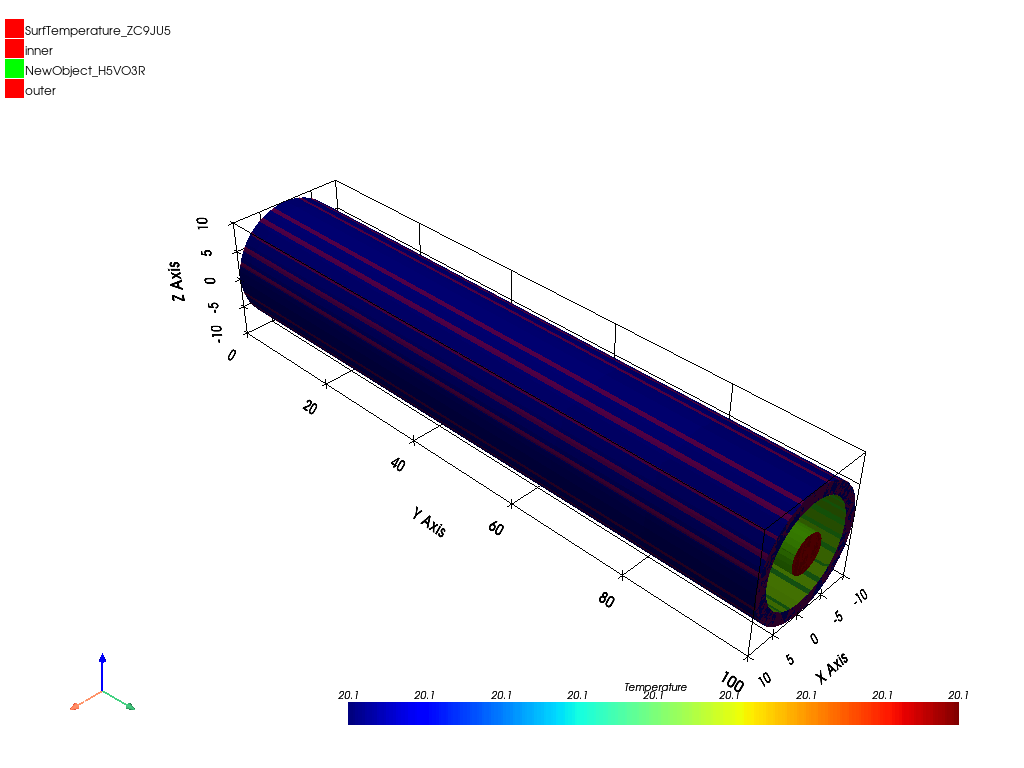 SurfTemperature_ZC9JU5
inner
NewObject_H5VO3R
outer
10
5
0
-5
-10
Z Axis
0
20
40
60
80
100
Y Axis
10
5
0
-5
-10
X Axis
Temperature
20.1 20.1 20.1 20.1 20.1 20.1 20.1 20.1 20.1